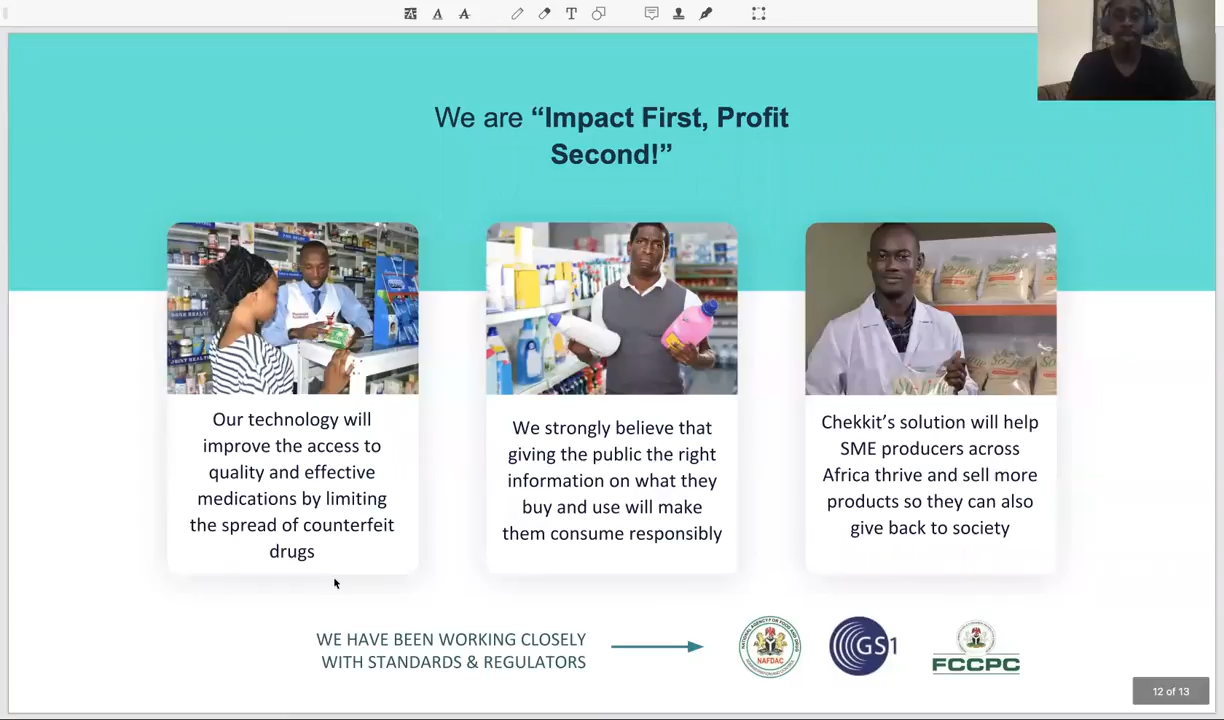 We are “Impact First, Profit
Second!”
Our technology will
improve the access to
quality and effective
medications by limiting
the spread of counterfeit
drugs
We strongly believe that
giving the public the right
information on what they
buy and use will make
them consume responsibly
Chekkit’s solution will help
SME producers across
Africa thrive and sell more
products so they can also
give back to society
WE HAVE BEEN WORKING CLOSELY
WITH STANDARDS & REGULATORS
NAFDAC
GS1
FCCPC
12 of 13